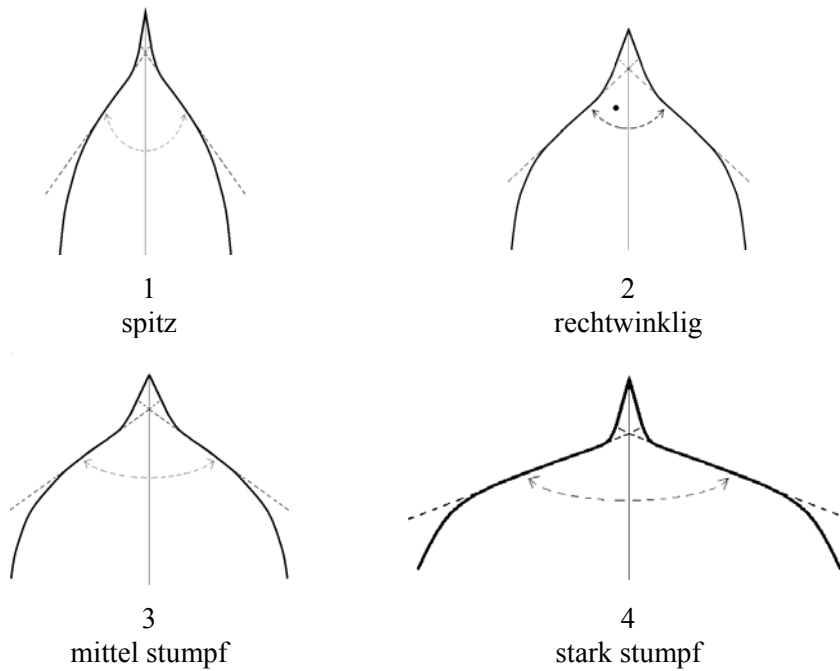 1
spitz
2
rechtwinklig
3
mittel stumpf
4
stark stumpf